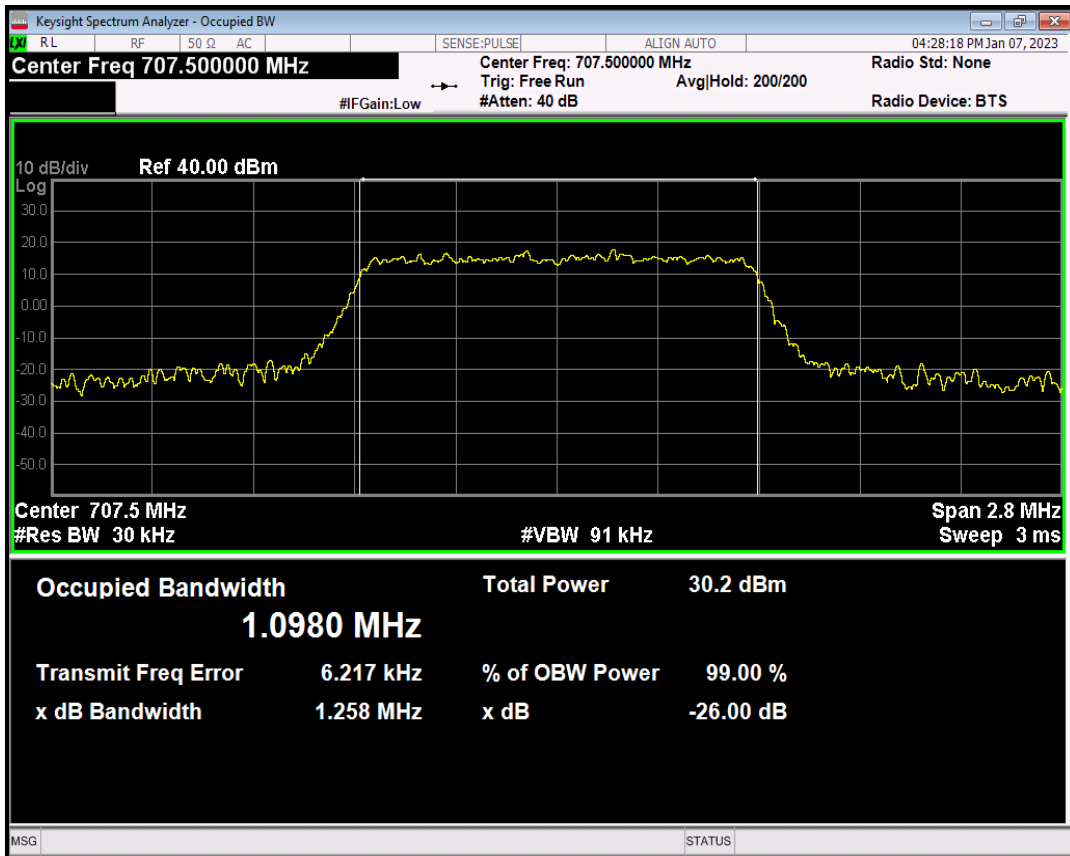 Keysight Spectrum Analyzer - Occupied BW
LXI RL RF 50 Ω AC SENSE:PULSE ALIGN AUTO 04:28:18 PM Jan 07, 2023
Center Freq 707.500000 MHz Center Freq: 707.500000 MHz Radio Std: None
Trig: Free Run Avg|Hold: 200/200
#IFGain:Low #Atten: 40 dB Radio Device: BTS
10 dB/div Ref 40.00 dBm
Log
30.0
20.0
10.0
0.00
-10.0
-20.0
-30.0
-40.0
-50.0
Center 707.5 MHz Span 2.8 MHz
#Res BW 30 kHz #VBW 91 kHz Sweep 3 ms
Occupied Bandwidth Total Power 30.2 dBm
1.0980 MHz
Transmit Freq Error 6.217 kHz % of OBW Power 99.00 %
x dB Bandwidth 1.258 MHz x dB -26.00 dB
MSG STATUS